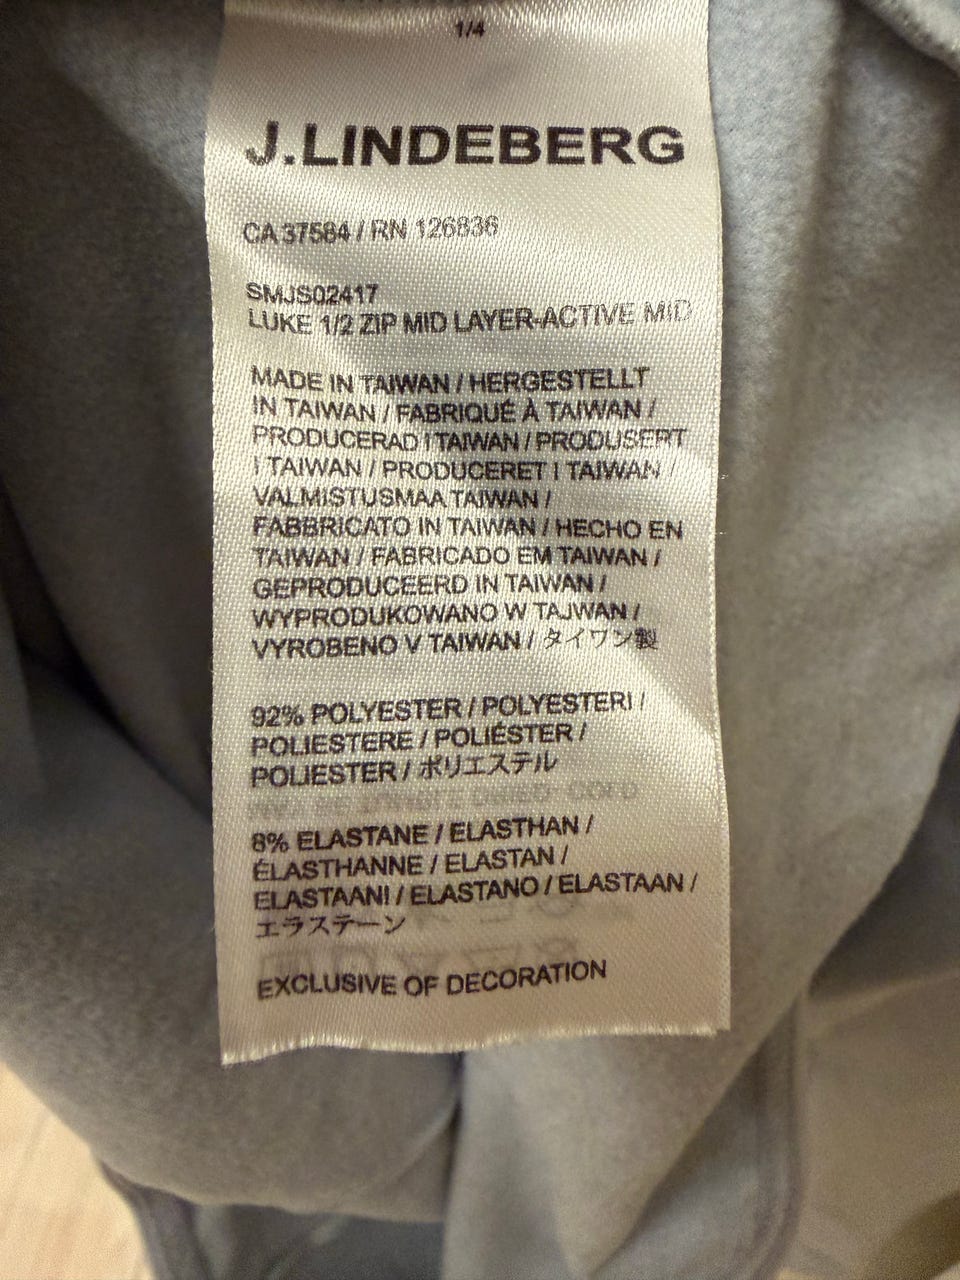 1/4
J.LINDEBERG
CA 37584 / RN 126836
SMJS02417
LUKE 1/2 ZIP MID LAYER-ACTIVE MID
MADE IN TAIWAN / HERGESTELLT
IN TAIWAN / FABRIQUÉ À TAIWAN /
PRODUCERAD I TAIWAN / PRODUSERT
I TAIWAN / PRODUCERET I TAIWAN /
VALMISTUSMAA TAIWAN /
FABBRICATO IN TAIWAN / HECHO EN
TAIWAN / FABRICADO EM TAIWAN /
GEPRODUCEERD IN TAIWAN /
WYPRODUKOWANO W TAJWAN /
VYROBENO V TAIWAN / タイワン製
92% POLYESTER / POLYESTERI /
POLIESTERE / POLIÉSTER /
POLIESTER / ポリエステル
8% ELASTANE / ELASTHAN /
ÉLASTHANNE / ELASTAN /
ELASTAANI / ELASTANO / ELASTAAN /
エラステーン
EXCLUSIVE OF DECORATION